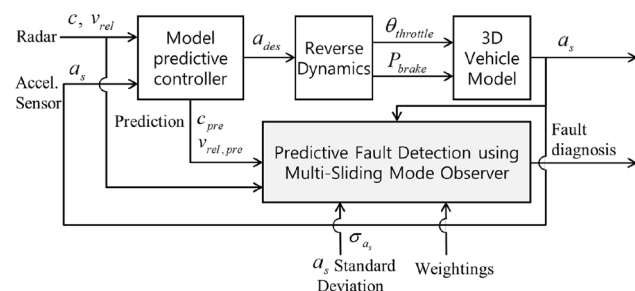 c, v_rel
Radar
a_s
Accel.
Sensor
Model
predictive
controller
a_des
Reverse
Dynamics
θ_throttle
P_brake
3D
Vehicle
Model
a_s
Prediction
c_pre
v_rel,pre
Predictive Fault Detection using
Multi-Sliding Mode Observer
Fault
diagnosis
σ_a_s
a_s Standard
Deviation
Weightings